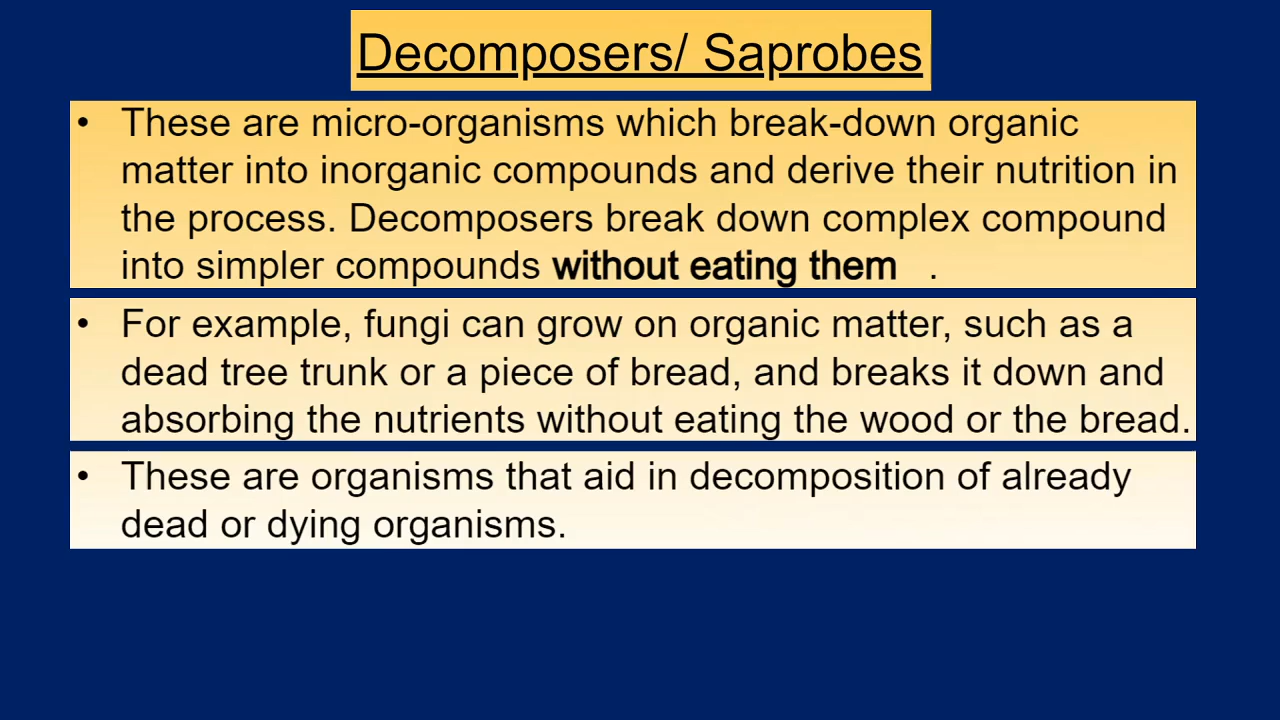 Decomposers/ Saprobes
• These are micro-organisms which break-down organic
matter into inorganic compounds and derive their nutrition in
the process. Decomposers break down complex compound
into simpler compounds without eating them .
• For example, fungi can grow on organic matter, such as a
dead tree trunk or a piece of bread, and breaks it down and
absorbing the nutrients without eating the wood or the bread.
• These are organisms that aid in decomposition of already
dead or dying organisms.